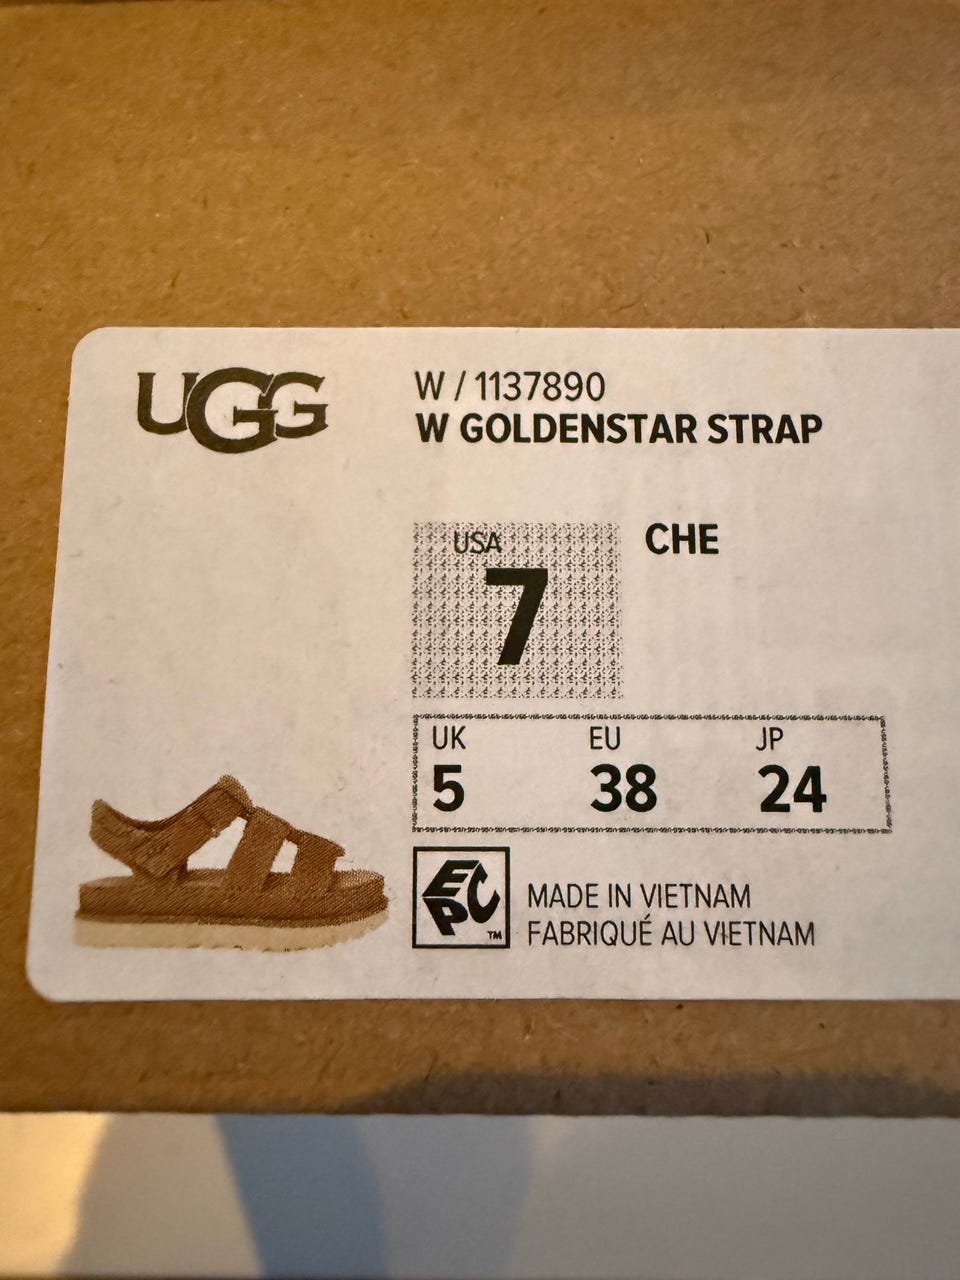 UGG
W / 1137890
W GOLDENSTAR STRAP
USA
7
CHE
UK EU JP
5 38 24
EPC
TM
MADE IN VIETNAM
FABRIQUÉ AU VIETNAM